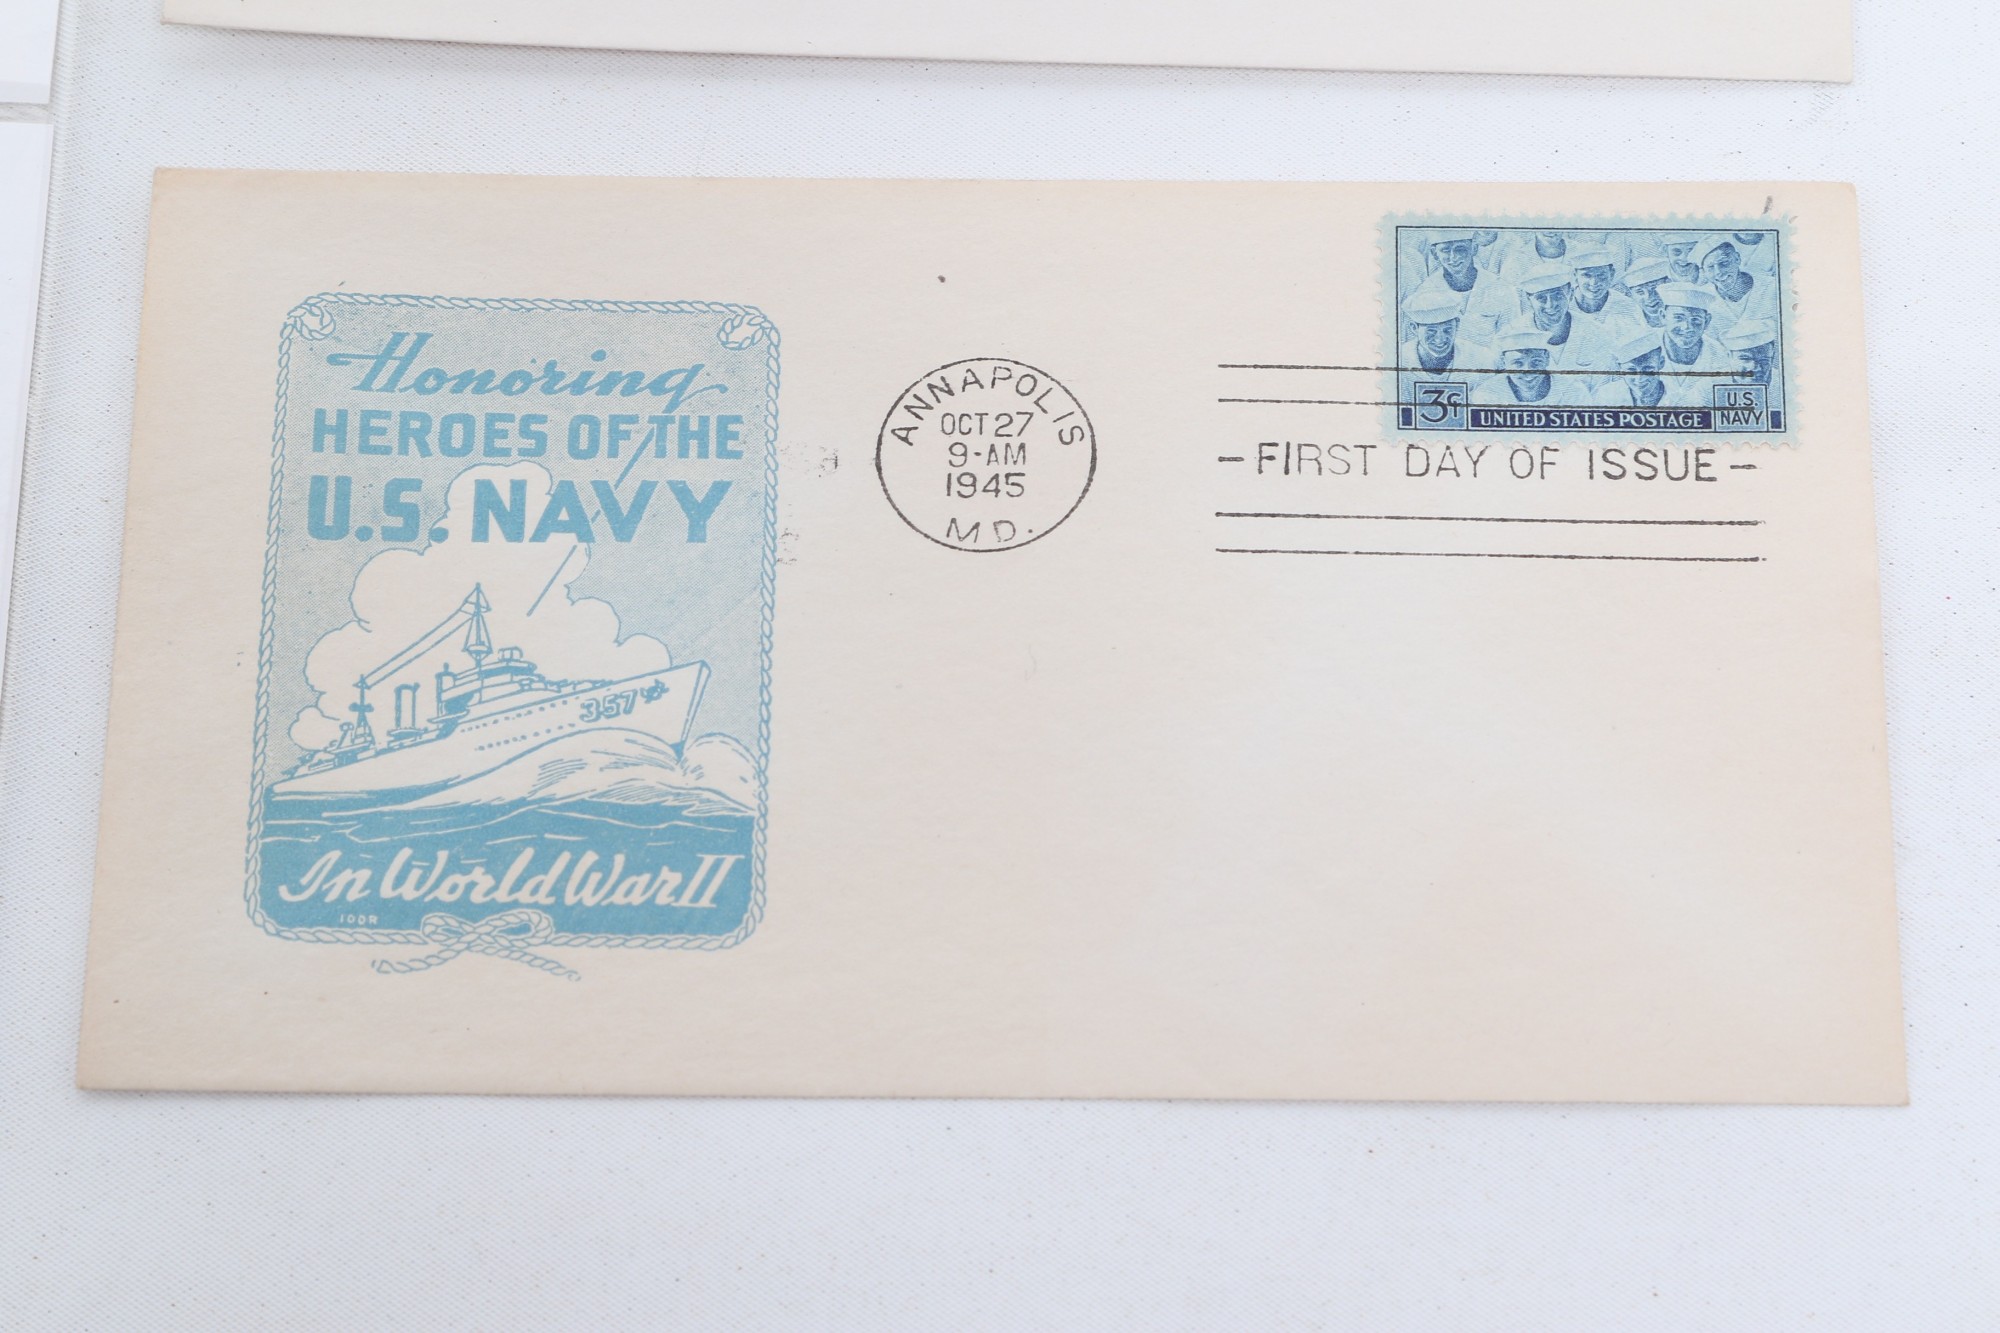 Honoring
HEROES OF THE
U.S. NAVY
357
In World War II
IOOR
ANNAPOLIS
OCT 27
9-AM
1945
MD.
3¢
UNITED STATES POSTAGE
U.S.
NAVY
-FIRST DAY OF ISSUE-